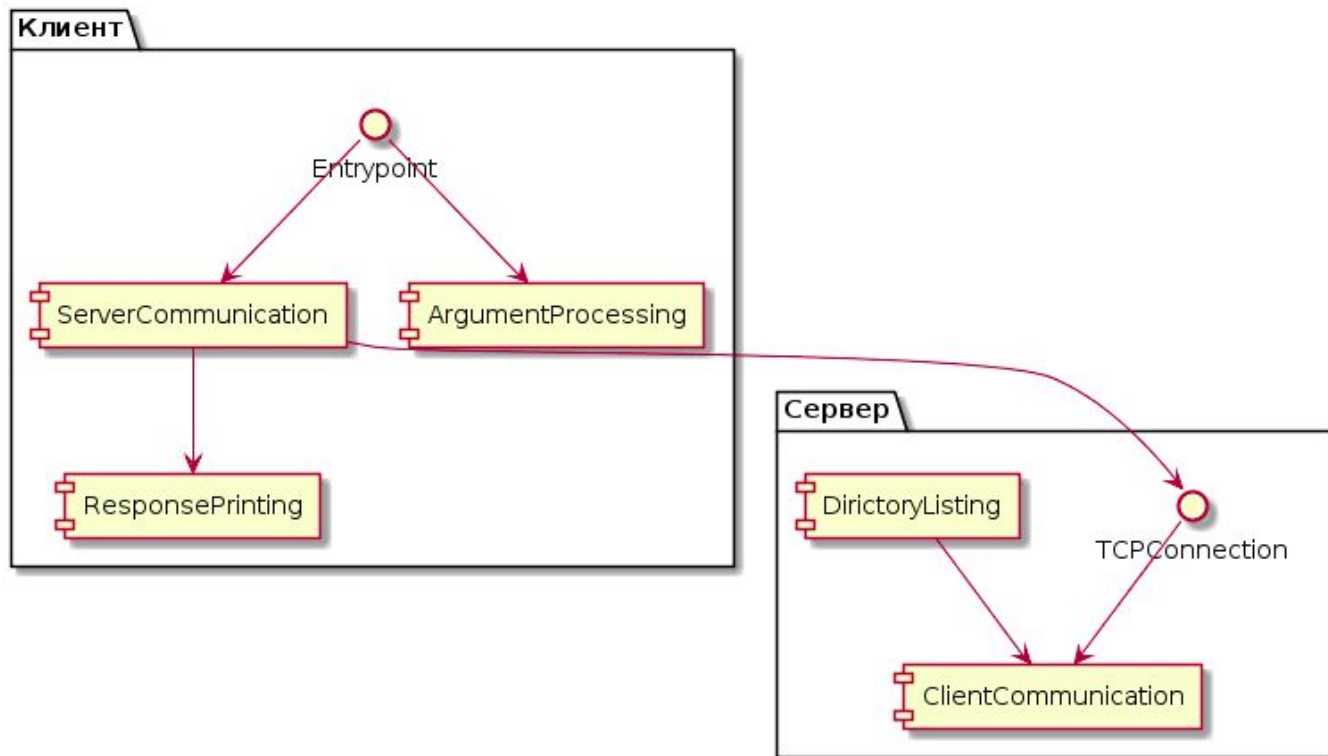 Клиент
Entrypoint
ServerCommunication
ArgumentProcessing
ResponsePrinting
Сервер
DirictoryListing
TCPConnection
ClientCommunication